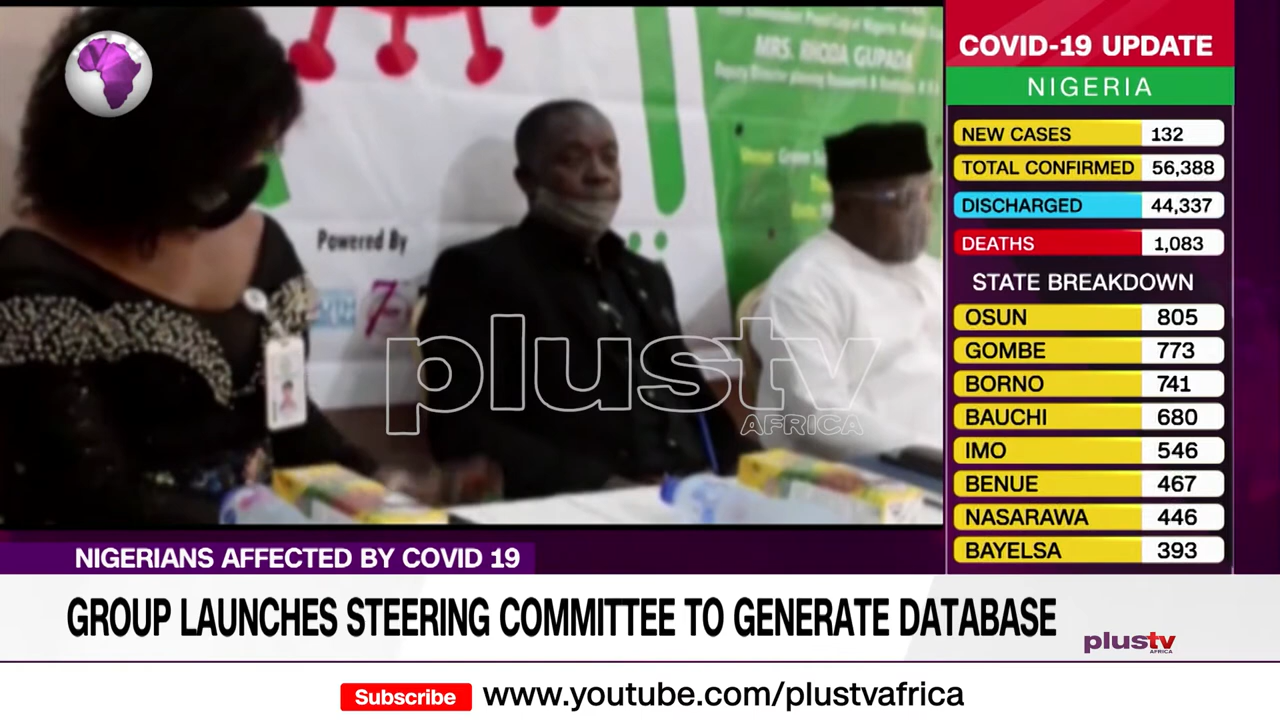 MRS. RHODA GUPADA
Powered By
plustv
AFRICA
COVID-19 UPDATE
NIGERIA
NEW CASES 132
TOTAL CONFIRMED 56,388
DISCHARGED 44,337
DEATHS 1,083
STATE BREAKDOWN
OSUN 805
GOMBE 773
BORNO 741
BAUCHI 680
IMO 546
BENUE 467
NASARAWA 446
BAYELSA 393
NIGERIANS AFFECTED BY COVID 19
GROUP LAUNCHES STEERING COMMITTEE TO GENERATE DATABASE
plustv
AFRICA
Subscribe www.youtube.com/plustvafrica